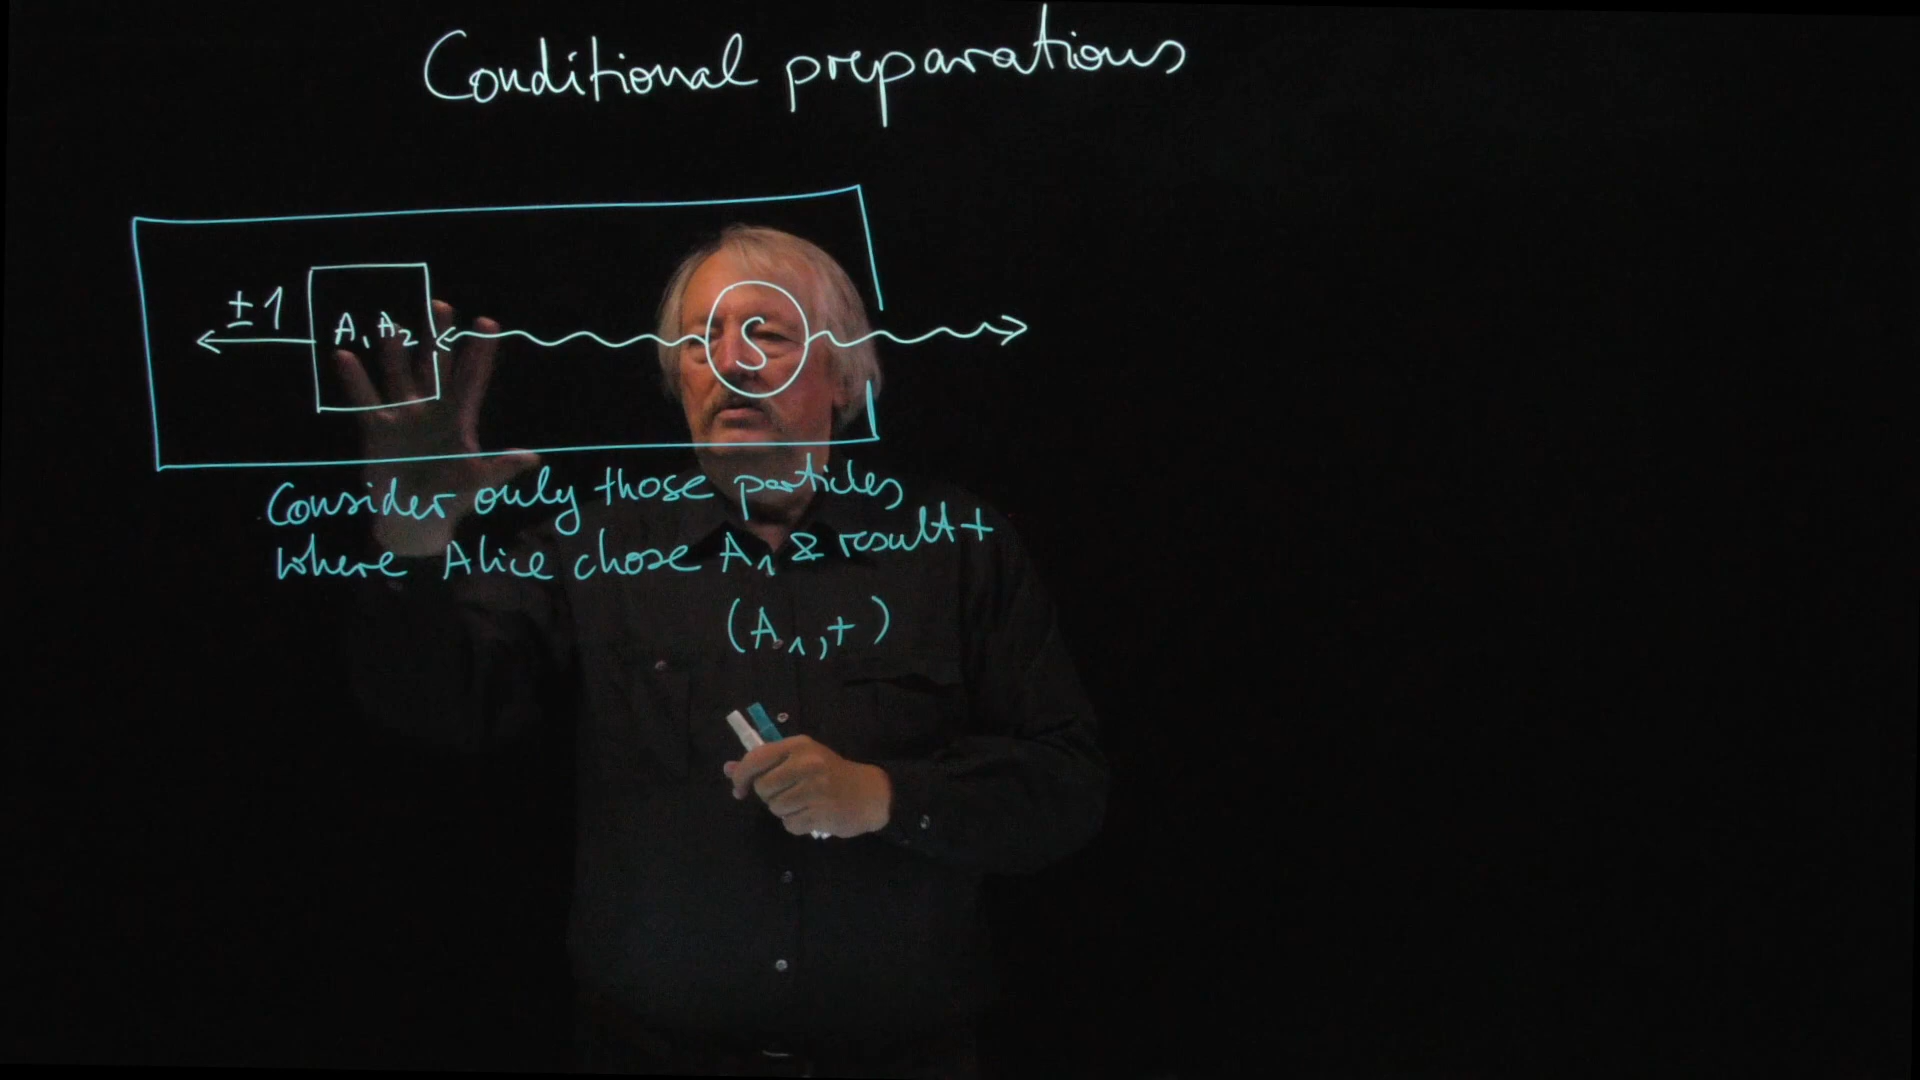 Conditional preparations
±1
A1 A2
S
Consider only those particles
where Alice chose A1 & result +
(A1, +)